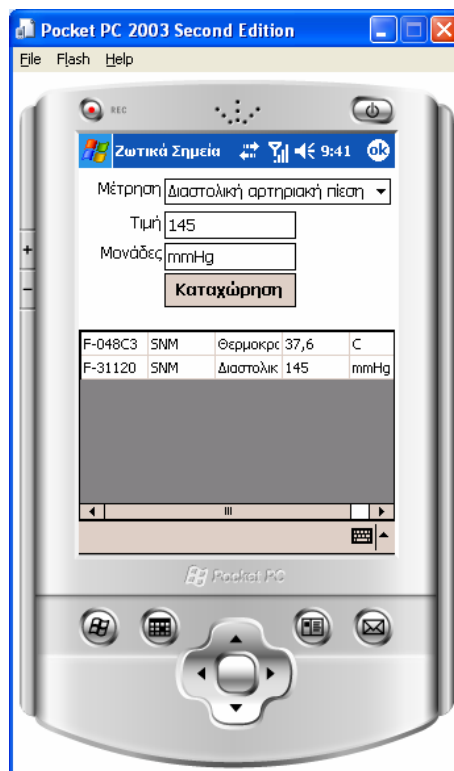 Pocket PC 2003 Second Edition
File Flash Help
REC
Ζωτικά Σημεία 9:41 ok
Μέτρηση Διαστολική αρτηριακή πίεση
Τιμή 145
Μονάδες mmHg
Καταχώρηση
F-048C3 SNM Θερμοκρα 37,6 C
F-31120 SNM Διαστολικ 145 mmHg
Pocket PC